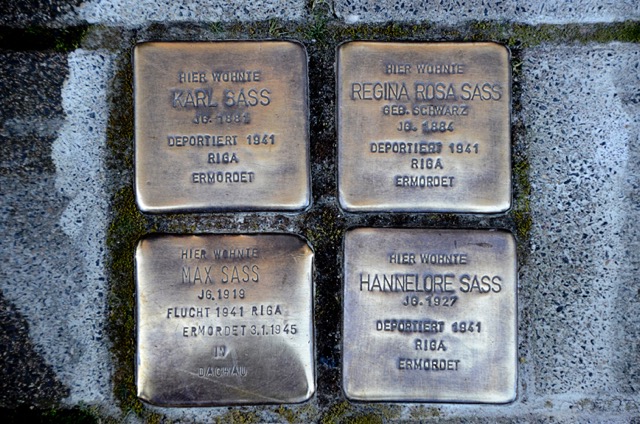 HIER WOHNTE
KARL SASS
JG. 1881
DEPORTIERT 1941
RIGA
ERMORDET
HIER WOHNTE
REGINA ROSA SASS
GEB. SCHWARZ
JG. 1884
DEPORTIERT 1941
RIGA
ERMORDET
HIER WOHNTE
MAX SASS
JG. 1919
FLUCHT 1941 RIGA
ERMORDET 3.1.1945
IN
DACHAU
HIER WOHNTE
HANNELORE SASS
JG. 1927
DEPORTIERT 1941
RIGA
ERMORDET